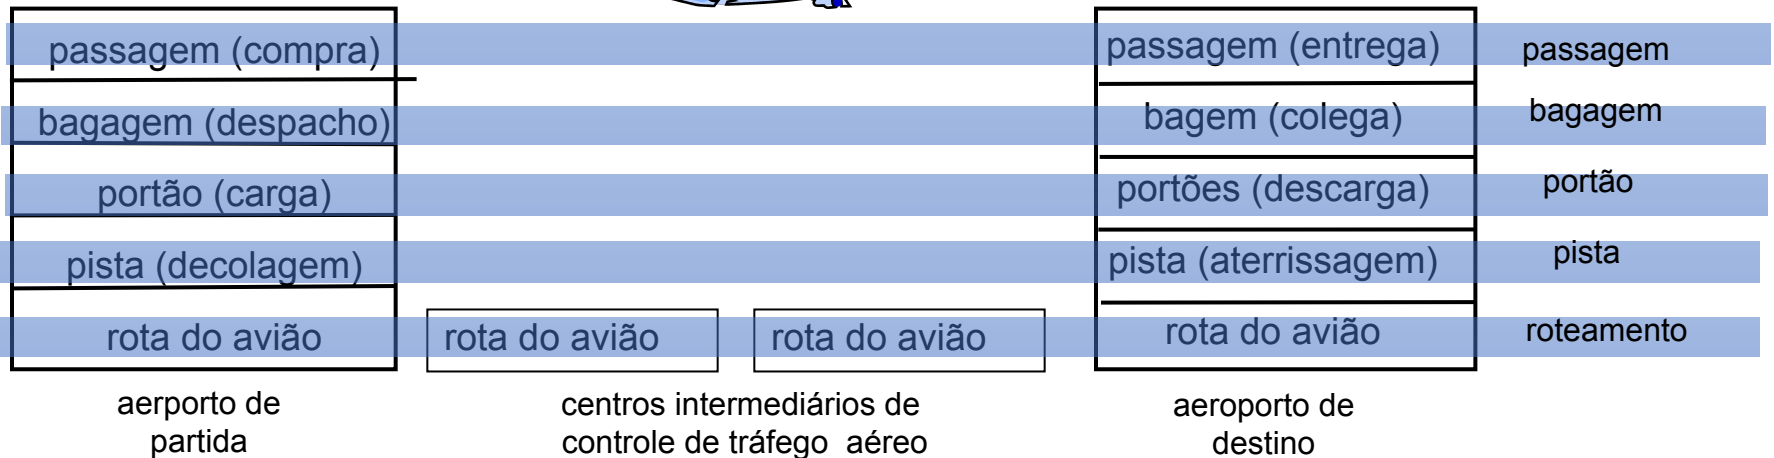 passagem (compra)
passagem (entrega)
passagem
bagagem (despacho)
bagem (colega)
bagagem
portão (carga)
portões (descarga)
portão
pista (decolagem)
pista (aterrissagem)
pista
rota do avião
rota do avião
rota do avião
rota do avião
roteamento
aerporto de
partida
centros intermediários de
controle de tráfego aéreo
aeroporto de
destino